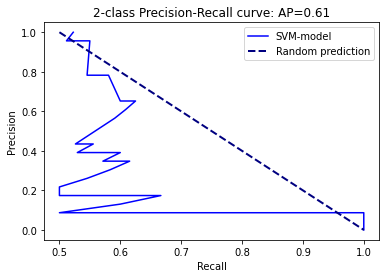 2-class Precision-Recall curve: AP=0.61
SVM-model
Random prediction
Precision
1.0
0.8
0.6
0.4
0.2
0.0
0.5 0.6 0.7 0.8 0.9 1.0
Recall